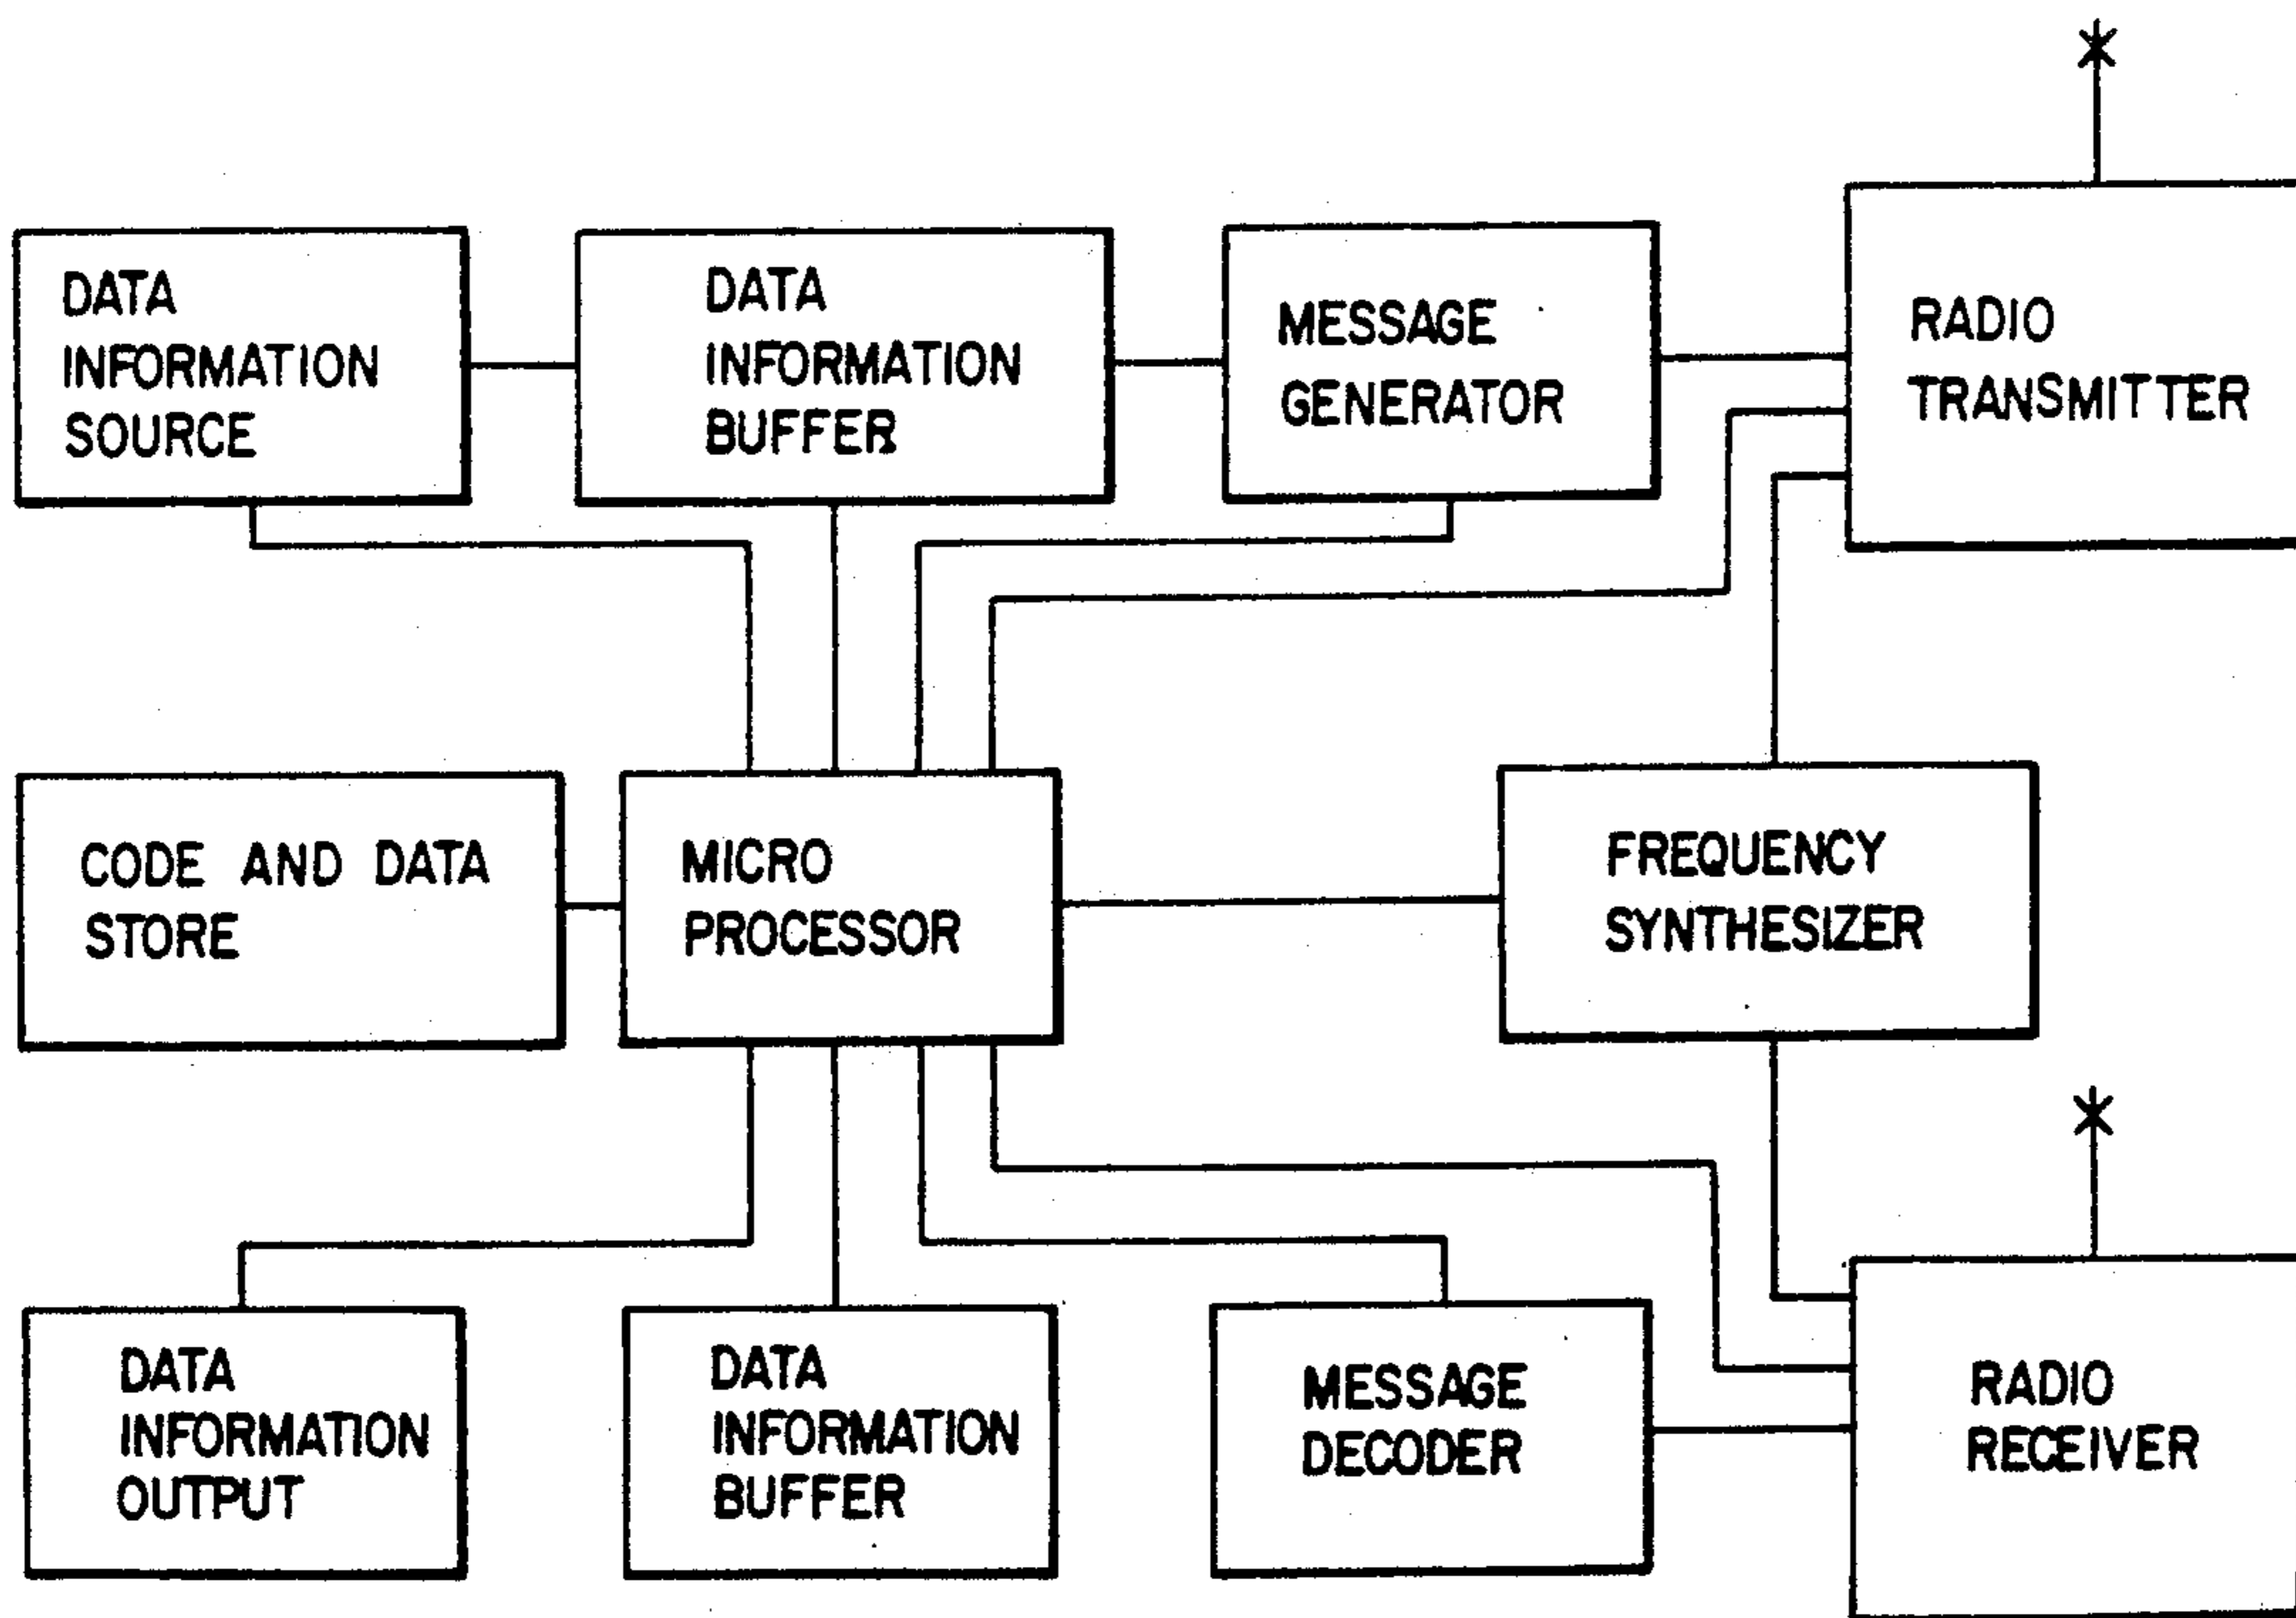 DATA
INFORMATION
SOURCE
DATA
INFORMATION
BUFFER
MESSAGE
GENERATOR
RADIO
TRANSMITTER
CODE AND DATA
STORE
MICRO
PROCESSOR
FREQUENCY
SYNTHESIZER
DATA
INFORMATION
OUTPUT
DATA
INFORMATION
BUFFER
MESSAGE
DECODER
RADIO
RECEIVER